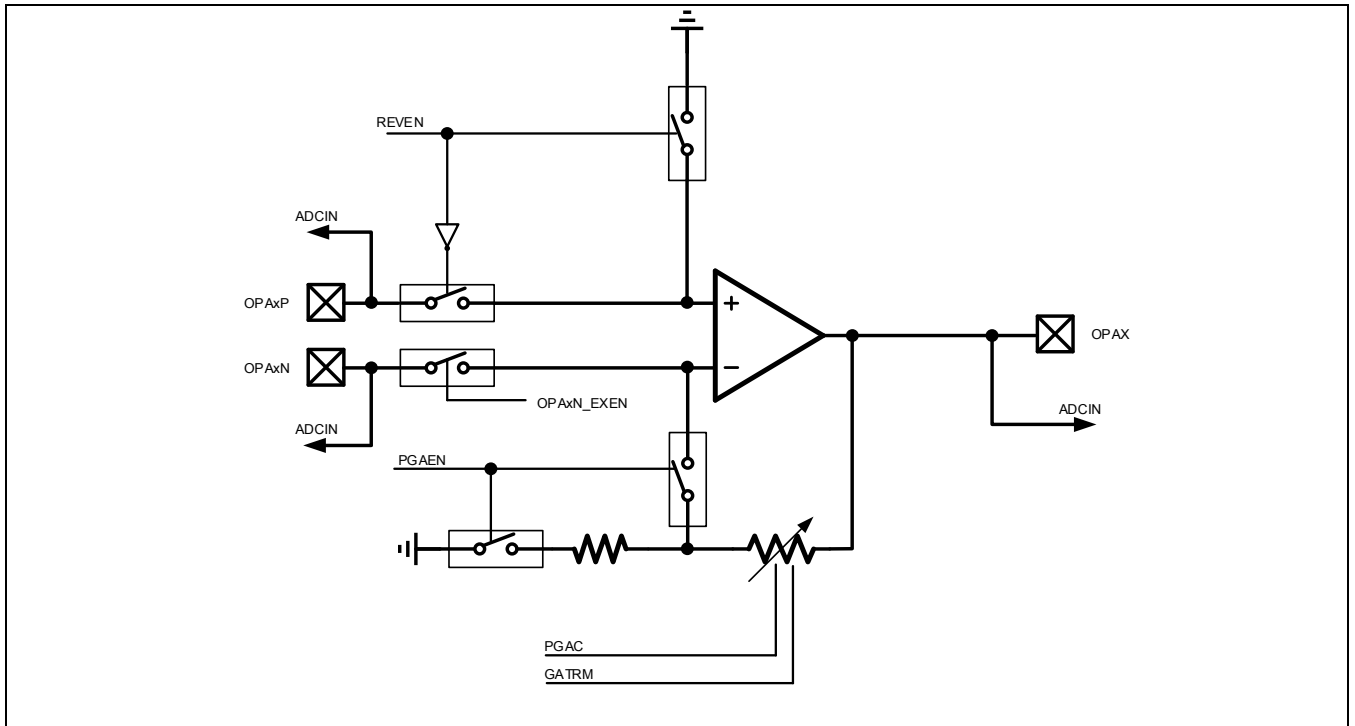 REVEN
ADCIN
OPAxP
+
OPAxN
−
OPAX
OPAxN_EXEN
ADCIN
ADCIN
PGAEN
PGAC
GATRM